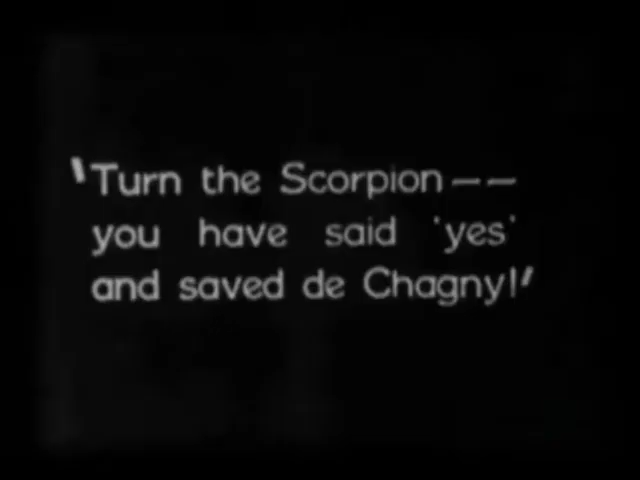 'Turn the Scorpion——
you have said 'yes'
and saved de Chagny!'